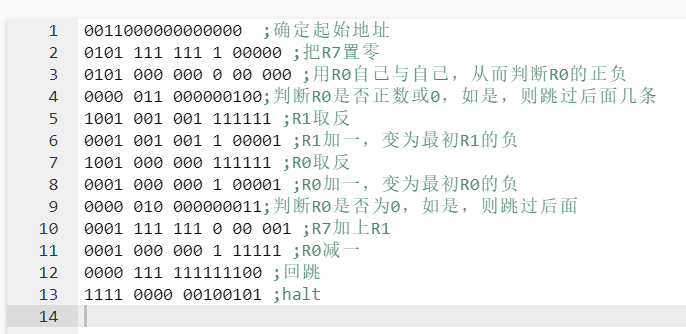 1 0011000000000000 ;确定起始地址
2 0101 111 111 1 00000 ;把R7置零
3 0101 000 000 0 00 000 ;用R0自己与自己，从而判断R0的正负
4 0000 011 000000100;判断R0是否正数或0，如是，则跳过后面几条
5 1001 001 001 111111 ;R1取反
6 0001 001 001 1 00001 ;R1加一，变为最初R1的负
7 1001 000 000 111111 ;R0取反
8 0001 000 000 1 00001 ;R0加一，变为最初R0的负
9 0000 010 000000011;判断R0是否为0，如是，则跳过后面
10 0001 111 111 0 00 001 ;R7加上R1
11 0001 000 000 1 11111 ;R0减一
12 0000 111 111111100 ;回跳
13 1111 0000 00100101 ;halt
14